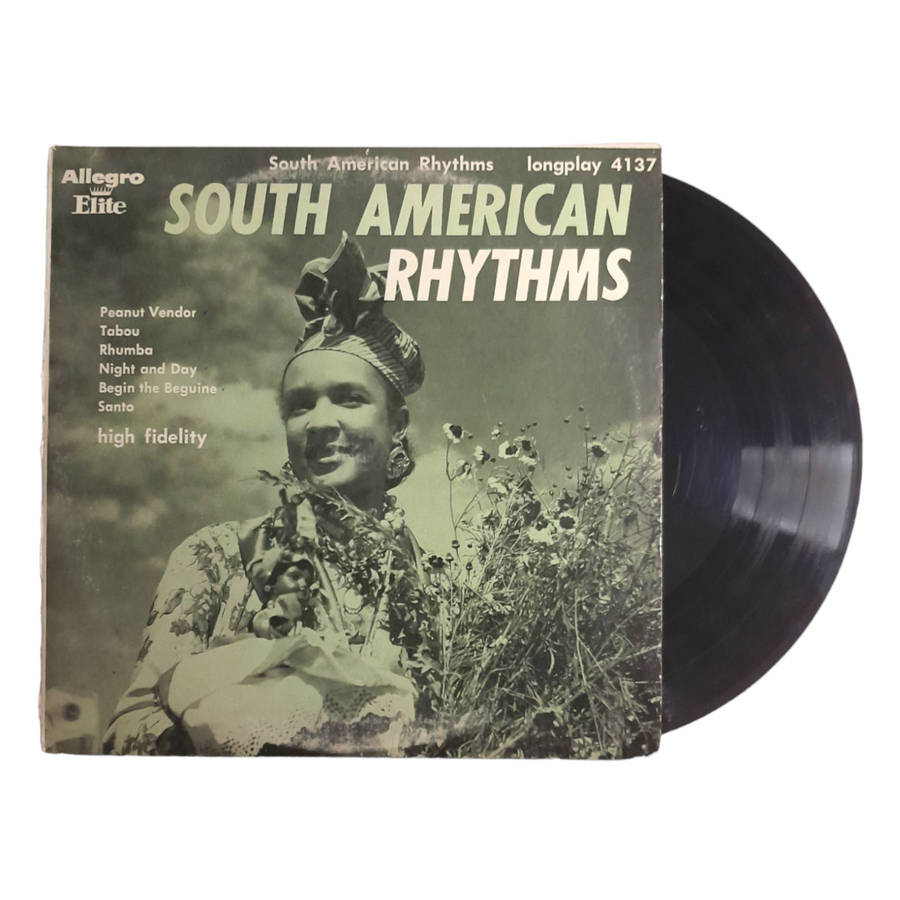 South American Rhythms longplay 4137
Allegro
Elite
SOUTH AMERICAN
RHYTHMS
Peanut Vendor
Tabou
Rhumba
Night and Day
Begin the Beguine
Santo
high fidelity